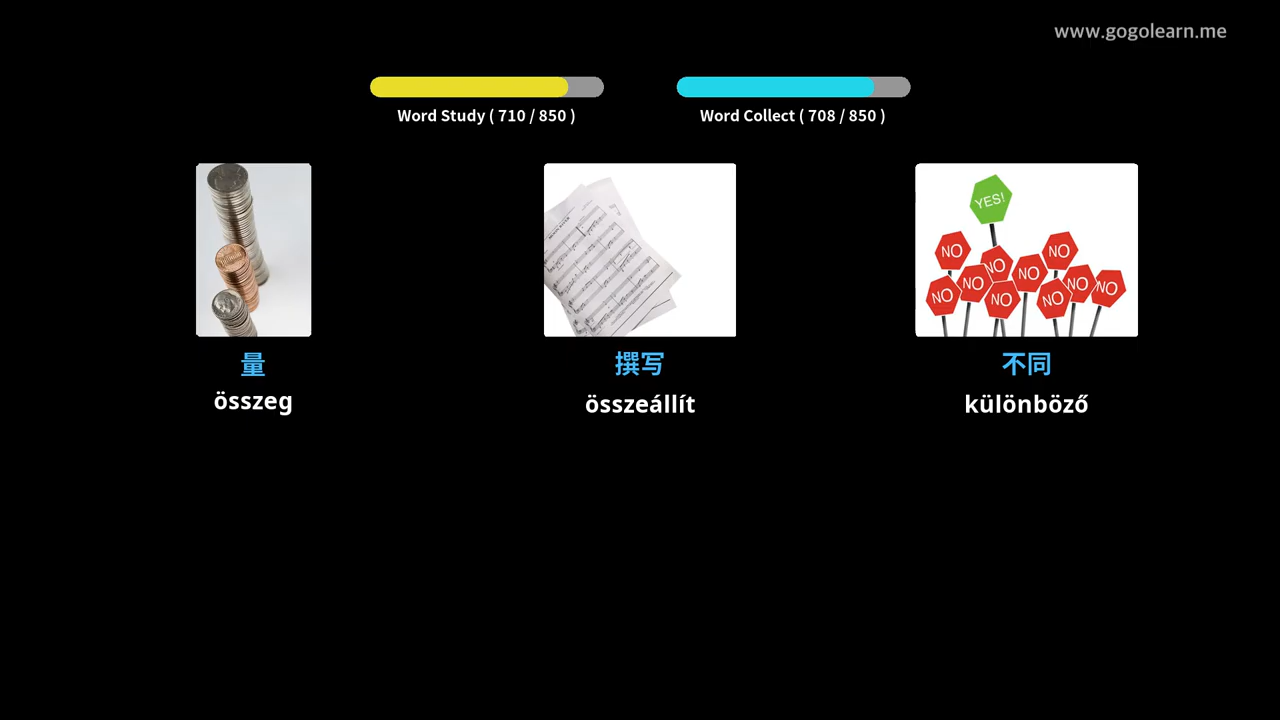 www.gogolearn.me
Word Study ( 710 / 850 )
Word Collect ( 708 / 850 )
YES!
NO
NO
NO
NO
NO
NO
NO
NO
NO
NO
量
撰写
不同
összeg
összeállít
különböző